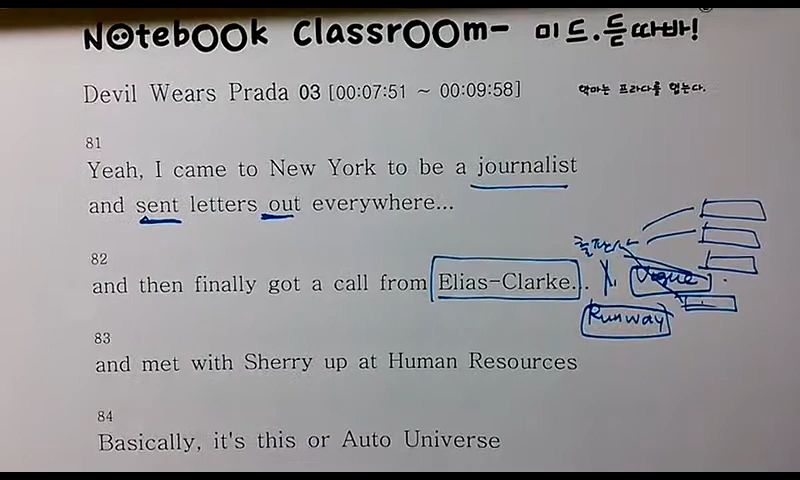 NOtebOOk ClassrOOm- 미드.듣따바!
Devil Wears Prada 03 [00:07:51 ~ 00:09:58] 악마는 프라다를 입는다.
81
Yeah, I came to New York to be a journalist
and sent letters out everywhere...
82
출판사
and then finally got a call from Elias-Clarke... X. Vogue
Runway
83
and met with Sherry up at Human Resources
84
Basically, it's this or Auto Universe